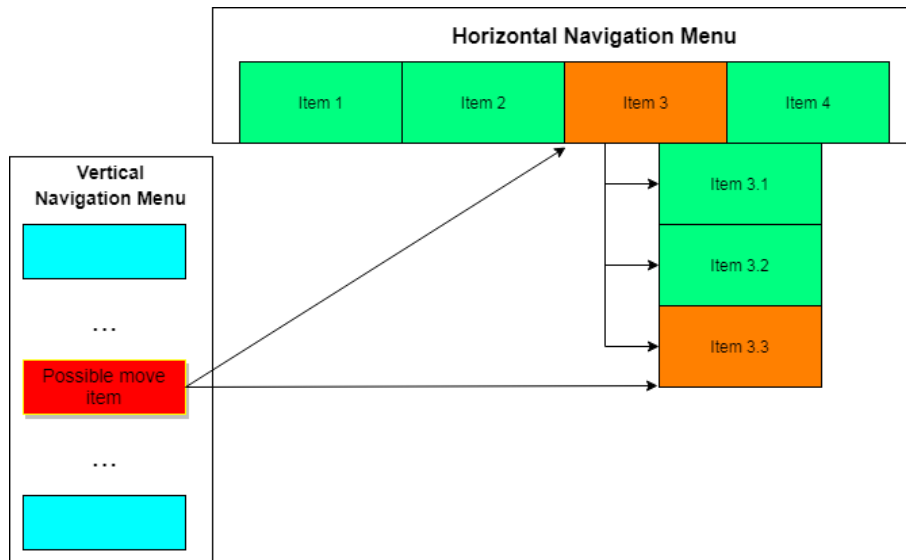 Horizontal Navigation Menu
Item 1
Item 2
Item 3
Item 4
Vertical
Navigation Menu
Item 3.1
Item 3.2
Item 3.3
...
Possible move
item
...